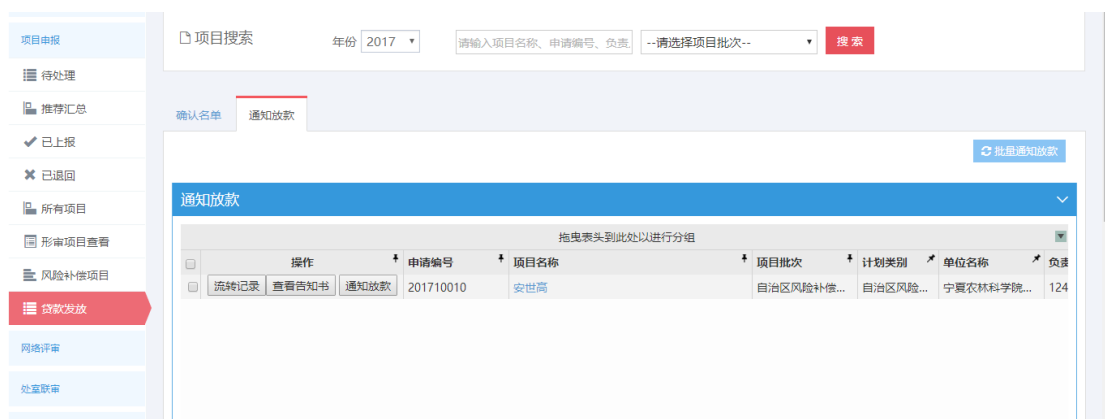 项目申报
待处理
推荐汇总
已上报
已退回
所有项目
形审项目查看
风险补偿项目
贷款发放
网络评审
处室联审
项目搜索 年份 2017 请输入项目名称、申请编号、负责 --请选择项目批次-- 搜索
确认名单 通知放款
批量通知放款
通知放款
拖曳表头到此处以进行分组
操作 申请编号 项目名称 项目批次 计划类别 单位名称 负责
流转记录 查看告知书 通知放款 201710010 安世高 自治区风险补偿... 自治区风险... 宁夏农林科学院... 124